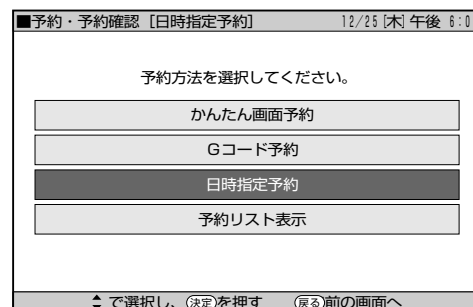 ■予約・予約確認［日時指定予約］ 12/25［木］午後 6:0
予約方法を選択してください。
かんたん画面予約
Gコード予約
日時指定予約
予約リスト表示
で選択し、決定を押す 戻る前の画面へ